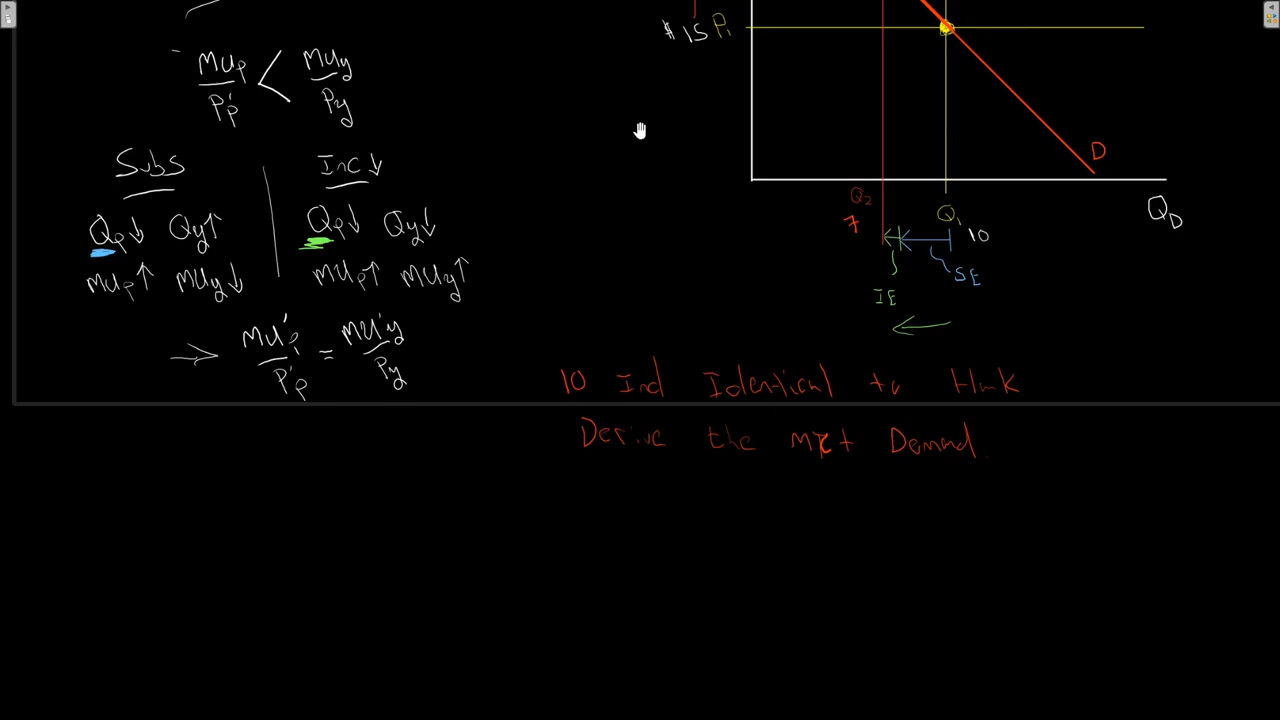 $15 P₁
MUp/P'p < MUy/Py
Subs
Inc↓
Qp↓ Qy↑
MUp↑ MUy↓
Qp↓ Qy↓
MUp↑ MUy↑
→ MU'p/P'p = MU'y/Py
D
QD
Q₂
7
Q₁
10
SE
IE
10 Ind Identical to
Derive the MKt Demand.